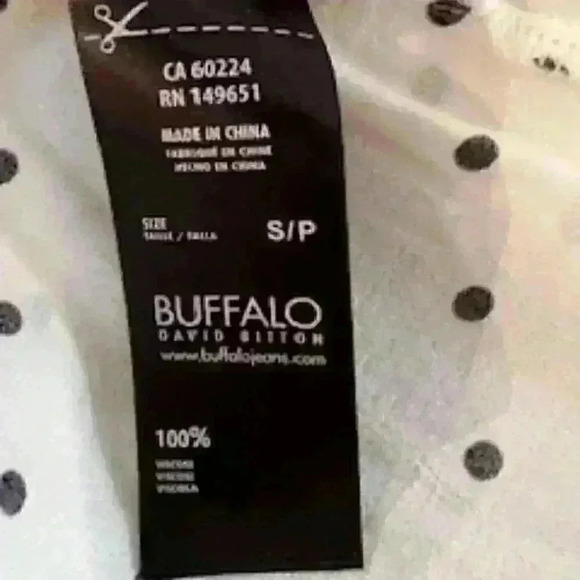 CA 60224
RN 149651
MADE IN CHINA
FABRIQUÉ EN CHINE
HECHO EN CHINA
SIZE
TAILLE / TALLA
S/P
BUFFALO
DAVID BITTON
www.buffalojeans.com
100%
VISCOSE
VISCOSE
VISCOSA